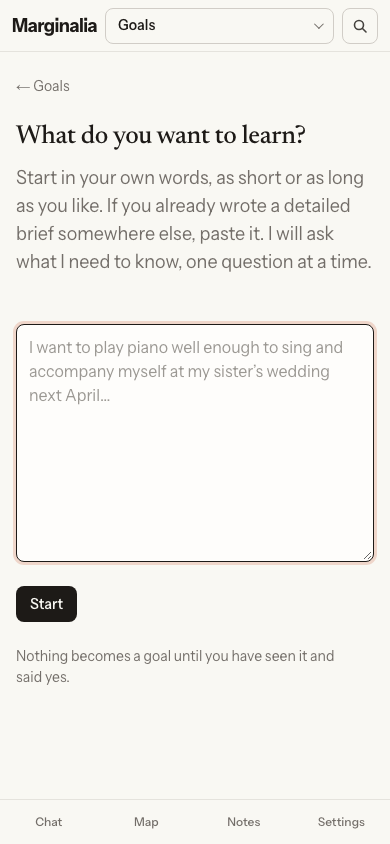 Marginalia
Goals
← Goals
What do you want to learn?
Start in your own words, as short or as long
as you like. If you already wrote a detailed
brief somewhere else, paste it. I will ask
what I need to know, one question at a time.
I want to play piano well enough to sing and
accompany myself at my sister's wedding
next April…
Start
Nothing becomes a goal until you have seen it and
said yes.
Chat
Map
Notes
Settings